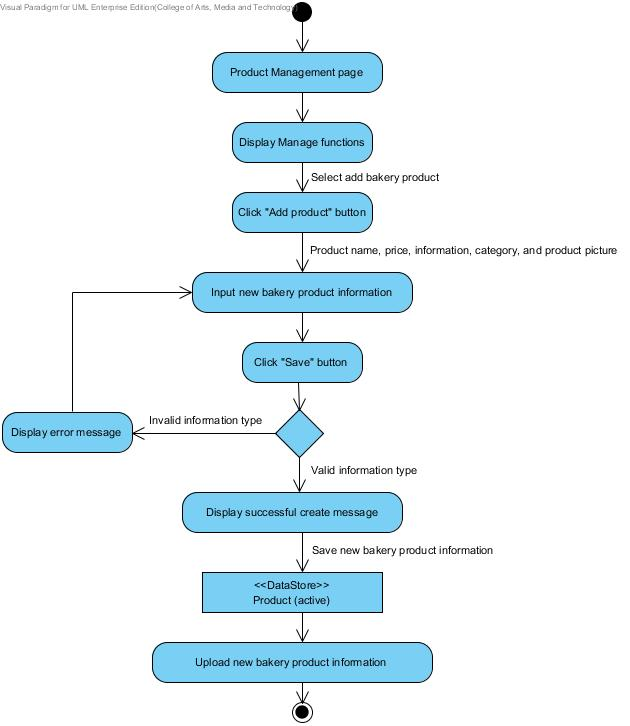 Visual Paradigm for UML Enterprise Edition(College of Arts, Media and Technology)
Product Management page
Display Manage functions
Select add bakery product
Click "Add product" button
Product name, price, information, category, and product picture
Input new bakery product information
Click "Save" button
Invalid information type
Display error message
Valid information type
Display successful create message
Save new bakery product information
<<DataStore>>
Product (active)
Upload new bakery product information